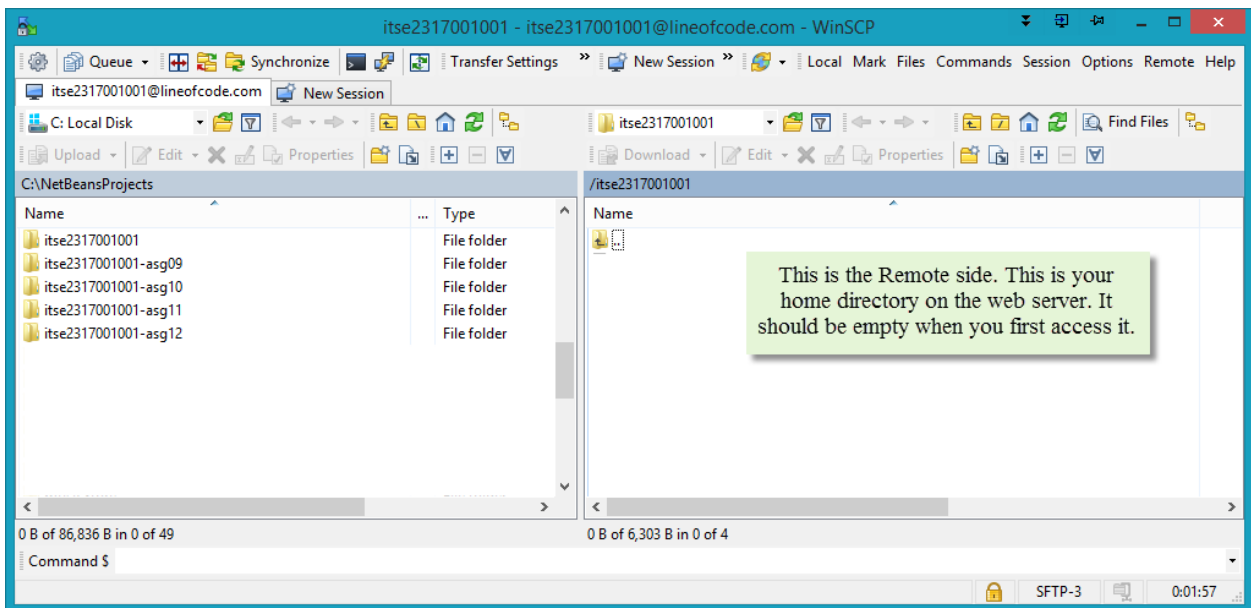 itse2317001001 - itse2317001001@lineofcode.com - WinSCP
Queue Synchronize Transfer Settings » New Session » Local Mark Files Commands Session Options Remote Help
itse2317001001@lineofcode.com New Session
C: Local Disk itse2317001001 Find Files
Upload Edit Properties Download Edit Properties
C:\NetBeansProjects /itse2317001001
Name ... Type Name
itse2317001001 File folder ..
itse2317001001-asg09 File folder
itse2317001001-asg10 File folder
itse2317001001-asg11 File folder
itse2317001001-asg12 File folder
This is the Remote side. This is your
home directory on the web server. It
should be empty when you first access it.
0 B of 86,836 B in 0 of 49 0 B of 6,303 B in 0 of 4
Command $
SFTP-3 0:01:57